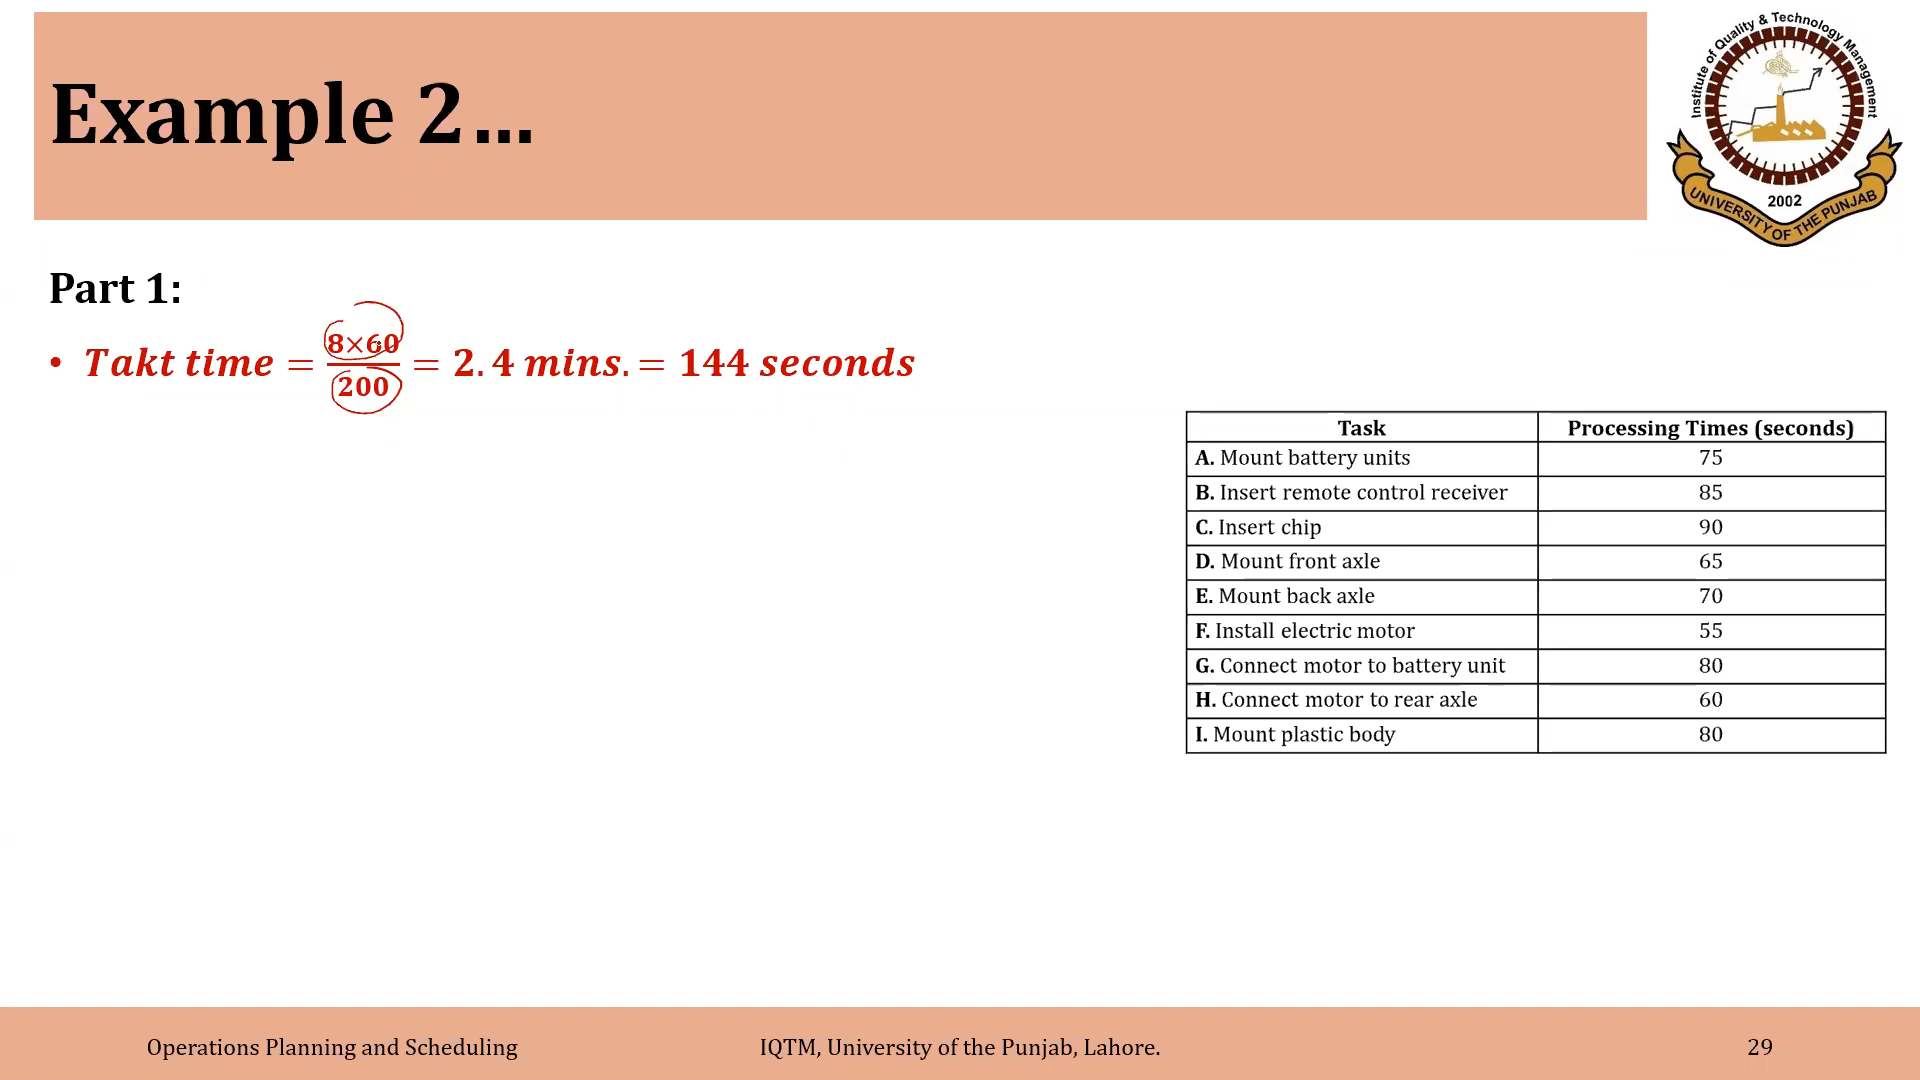 Example 2...
Institute of Quality & Technology Management
2002
UNIVERSITY OF THE PUNJAB
Part 1:
• Takt time = 8×60/200 = 2.4 mins. = 144 seconds
Task Processing Times (seconds)
A. Mount battery units 75
B. Insert remote control receiver 85
C. Insert chip 90
D. Mount front axle 65
E. Mount back axle 70
F. Install electric motor 55
G. Connect motor to battery unit 80
H. Connect motor to rear axle 60
I. Mount plastic body 80
Operations Planning and Scheduling IQTM, University of the Punjab, Lahore. 29